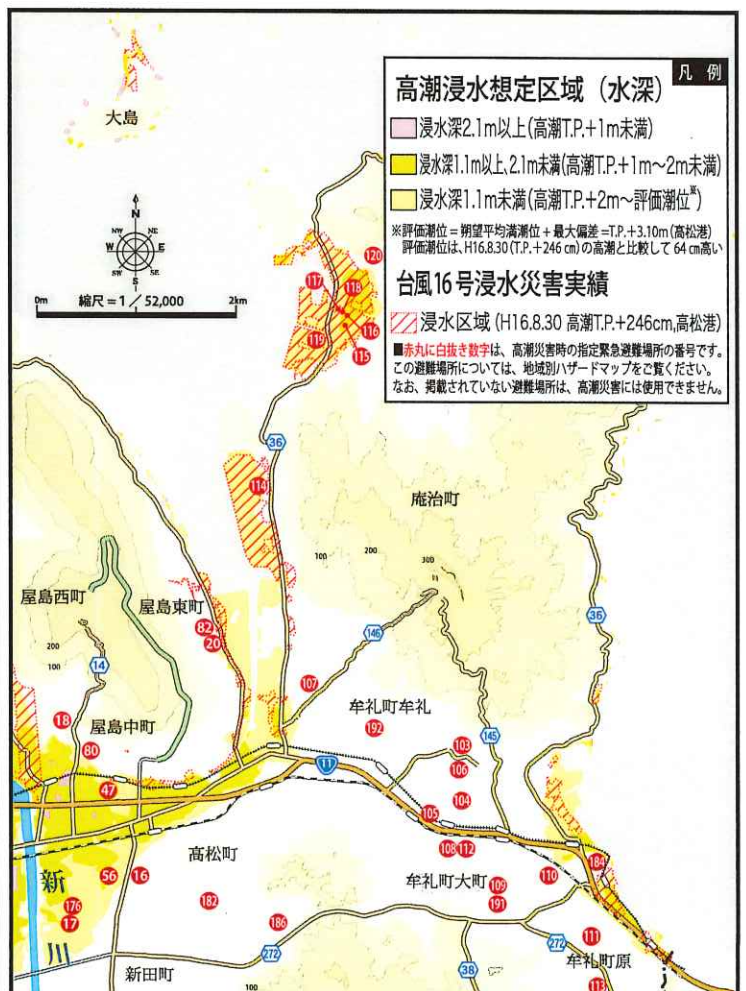 凡 例
高潮浸水想定区域（水深）
浸水深2.1m以上(高潮T.P.+1m未満)
浸水深1.1m以上、2.1m未満(高潮T.P.+1m～2m未満)
浸水深1.1m未満(高潮T.P.+2m～評価潮位※)
※評価潮位 = 朔望平均満潮位 + 最大偏差 =T.P.+3.10m (高松港)
評価潮位は、H16.8.30 (T.P.+246 cm) の高潮と比較して 64 cm高い
台風16号浸水災害実績
浸水区域 (H16.8.30 高潮T.P.+246cm,高松港)
■赤丸に白抜き数字は、高潮災害時の指定緊急避難場所の番号です。
この避難場所については、地域別ハザードマップをご覧ください。
なお、掲載されていない避難場所は、高潮災害には使用できません。
大島
N
NW
NE
W
E
SW
SE
S
0m
縮尺 = 1 ／ 52,000
2km
120
117
118
116
119
115
36
114
庵治町
100
200
300
屋島西町
屋島東町
82
20
200
100
14
146
36
107
牟礼町牟礼
18
屋島中町
192
80
103
145
106
11
47
104
105
108
112
高松町
184
56
16
牟礼町大町
109
110
新
176
182
191
17
186
川
272
272
111
新田町
38
牟礼町原
100
113